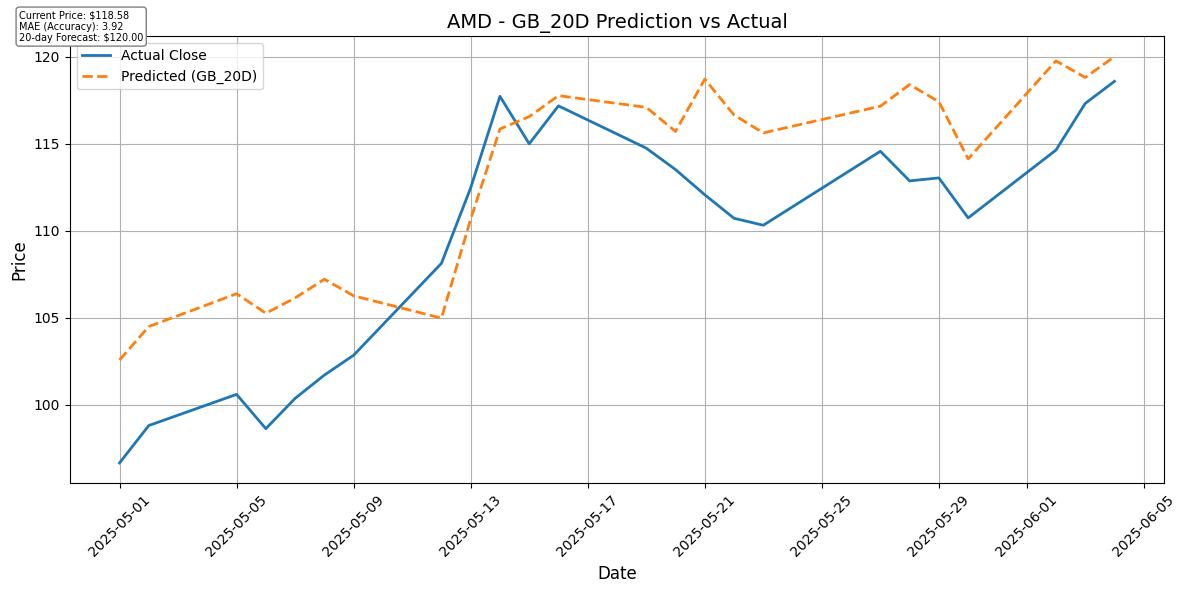 AMD - GB_20D Prediction vs Actual
Current Price: $118.58
MAE (Accuracy): 3.92
20-day Forecast: $120.00
Actual Close
Predicted (GB_20D)
Price
120
115
110
105
100
2025-05-01
2025-05-05
2025-05-09
2025-05-13
2025-05-17
2025-05-21
2025-05-25
2025-05-29
2025-06-01
2025-06-05
Date